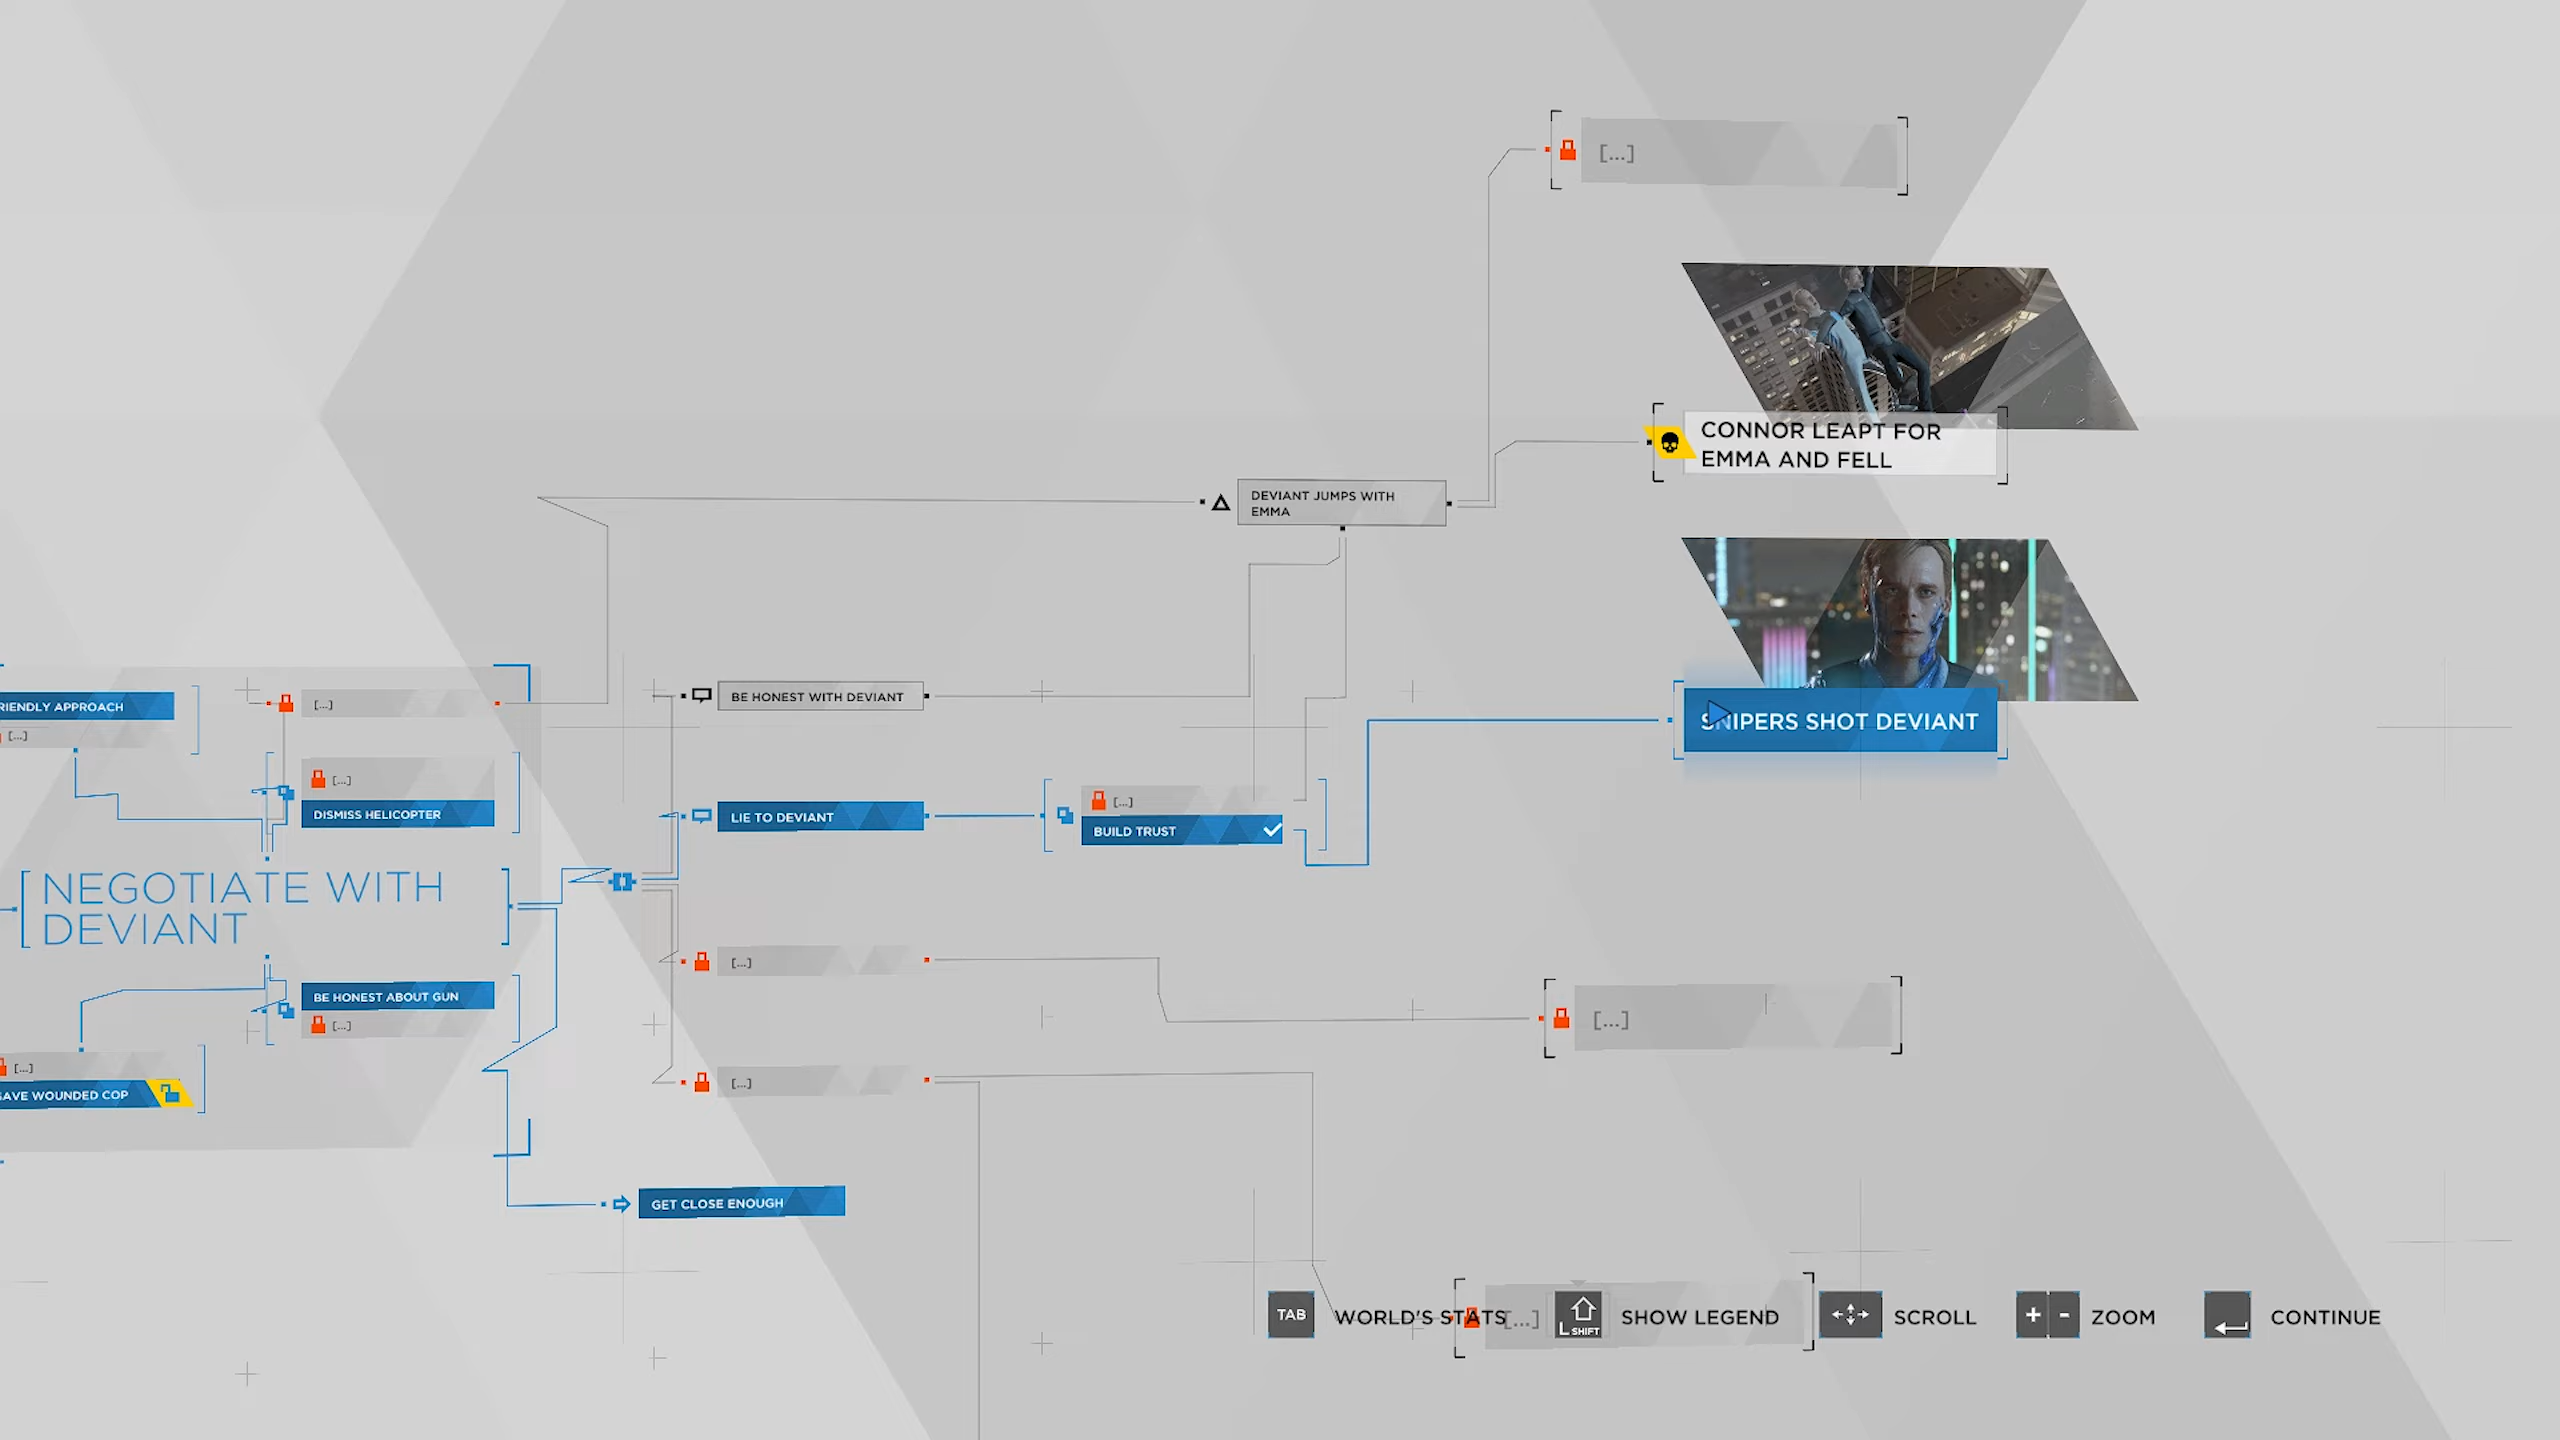 [...]
CONNOR LEAPT FOR
EMMA AND FELL
DEVIANT JUMPS WITH
EMMA
RIENDLY APPROACH
[...]
[...]
BE HONEST WITH DEVIANT
SNIPERS SHOT DEVIANT
[...]
DISMISS HELICOPTER
LIE TO DEVIANT
[...]
BUILD TRUST
NEGOTIATE WITH
DEVIANT
[...]
BE HONEST ABOUT GUN
[...]
[...]
[...]
SAVE WOUNDED COP
[...]
GET CLOSE ENOUGH
TAB
WORLD'S STATS
[...]
L SHIFT
SHOW LEGEND
SCROLL
+ -
ZOOM
CONTINUE